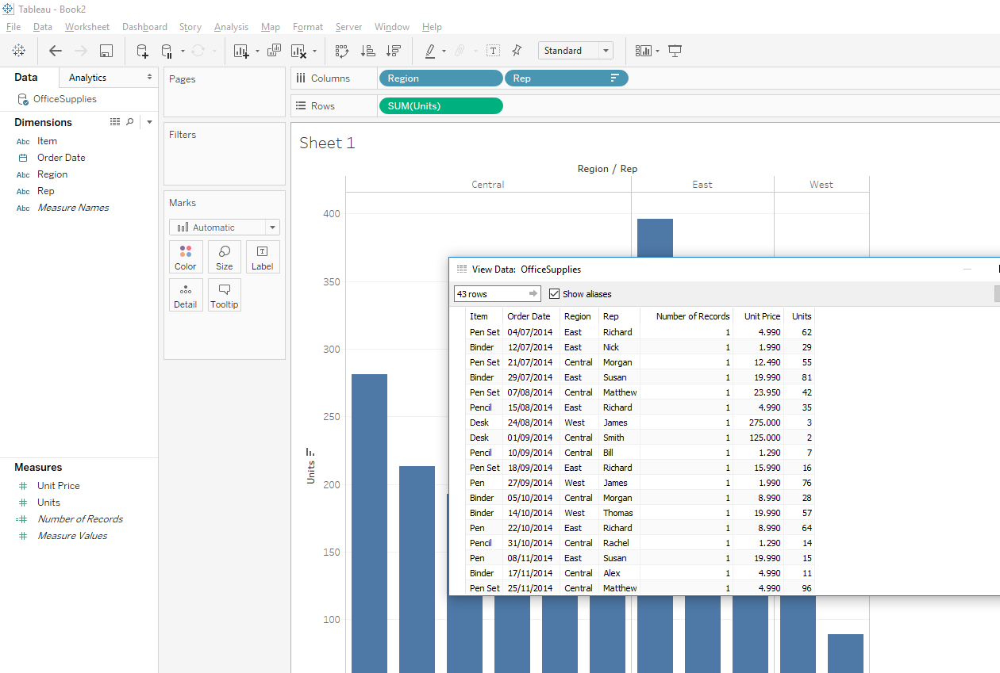 Tableau - Book2
File Data Worksheet Dashboard Story Analysis Map Format Server Window Help
Standard
Data Analytics
OfficeSupplies
Dimensions
Abc Item
Order Date
Abc Region
Abc Rep
Abc Measure Names
Measures
Unit Price
Units
Number of Records
Measure Values
Pages
Filters
Marks
Automatic
Color Size Label
Detail Tooltip
Columns Region Rep
Rows SUM(Units)
Sheet 1
Region / Rep
Central East West
400
350
300
250
200
150
100
Units
View Data: OfficeSupplies
43 rows Show aliases
Item Order Date Region Rep Number of Records Unit Price Units
Pen Set 04/07/2014 East Richard 1 4.990 62
Binder 12/07/2014 East Nick 1 1.990 29
Pen Set 21/07/2014 Central Morgan 1 12.490 55
Binder 29/07/2014 East Susan 1 19.990 81
Pen Set 07/08/2014 Central Matthew 1 23.950 42
Pencil 15/08/2014 East Richard 1 4.990 35
Desk 24/08/2014 West James 1 275.000 3
Desk 01/09/2014 Central Smith 1 125.000 2
Pencil 10/09/2014 Central Bill 1 1.290 7
Pen Set 18/09/2014 East Richard 1 15.990 16
Pen 27/09/2014 West James 1 1.990 76
Binder 05/10/2014 Central Morgan 1 8.990 28
Binder 14/10/2014 West Thomas 1 19.990 57
Pen 22/10/2014 East Richard 1 8.990 64
Pencil 31/10/2014 Central Rachel 1 1.290 14
Pen 08/11/2014 East Susan 1 19.990 15
Binder 17/11/2014 Central Alex 1 4.990 11
Pen Set 25/11/2014 Central Matthew 1 4.990 96